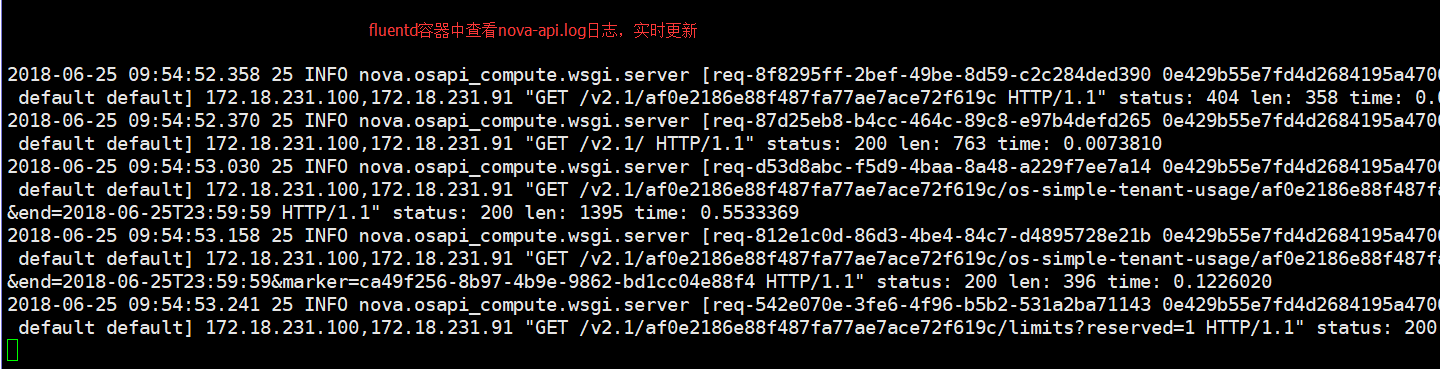 fluentd容器中查看nova-api.log日志，实时更新
2018-06-25 09:54:52.358 25 INFO nova.osapi_compute.wsgi.server [req-8f8295ff-2bef-49be-8d59-c2c284ded390 0e429b55e7fd4d2684195a4700
default default] 172.18.231.100,172.18.231.91 "GET /v2.1/af0e2186e88f487fa77ae7ace72f619c HTTP/1.1" status: 404 len: 358 time: 0.0
2018-06-25 09:54:52.370 25 INFO nova.osapi_compute.wsgi.server [req-87d25eb8-b4cc-464c-89c8-e97b4defd265 0e429b55e7fd4d2684195a4700
default default] 172.18.231.100,172.18.231.91 "GET /v2.1/ HTTP/1.1" status: 200 len: 763 time: 0.0073810
2018-06-25 09:54:53.030 25 INFO nova.osapi_compute.wsgi.server [req-d53d8abc-f5d9-4baa-8a48-a229f7ee7a14 0e429b55e7fd4d2684195a4700
default default] 172.18.231.100,172.18.231.91 "GET /v2.1/af0e2186e88f487fa77ae7ace72f619c/os-simple-tenant-usage/af0e2186e88f487fa
&end=2018-06-25T23:59:59 HTTP/1.1" status: 200 len: 1395 time: 0.5533369
2018-06-25 09:54:53.158 25 INFO nova.osapi_compute.wsgi.server [req-812e1c0d-86d3-4be4-84c7-d4895728e21b 0e429b55e7fd4d2684195a4700
default default] 172.18.231.100,172.18.231.91 "GET /v2.1/af0e2186e88f487fa77ae7ace72f619c/os-simple-tenant-usage/af0e2186e88f487fa
&end=2018-06-25T23:59:59&marker=ca49f256-8b97-4b9e-9862-bd1cc04e88f4 HTTP/1.1" status: 200 len: 396 time: 0.1226020
2018-06-25 09:54:53.241 25 INFO nova.osapi_compute.wsgi.server [req-542e070e-3fe6-4f96-b5b2-531a2ba71143 0e429b55e7fd4d2684195a4700
default default] 172.18.231.100,172.18.231.91 "GET /v2.1/af0e2186e88f487fa77ae7ace72f619c/limits?reserved=1 HTTP/1.1" status: 200